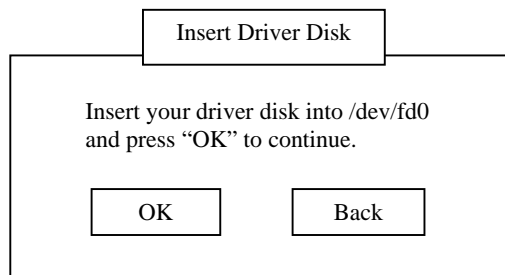 Insert Driver Disk
Insert your driver disk into /dev/fd0
and press “OK” to continue.
OK
Back